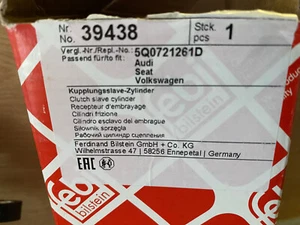 Nr.
No. 39438 Stck.
pcs 1
Vergl.-Nr./Repl.-No.: 5Q0721261D
Passend für/to fit: Audi
Seat
Volkswagen
Kupplungsslave-Zylinder
Clutch slave cylinder
Recepteur d'embrayage
Cilindri frizione
Cilindro esclavo del embrague
Siłownik sprzęgła
Рабочий цилиндр сцепления
Ferdinand Bilstein GmbH + Co. KG
Wilhelmstrasse 47 | 58256 Ennepetal | Germany
EAC
febi
bilstein